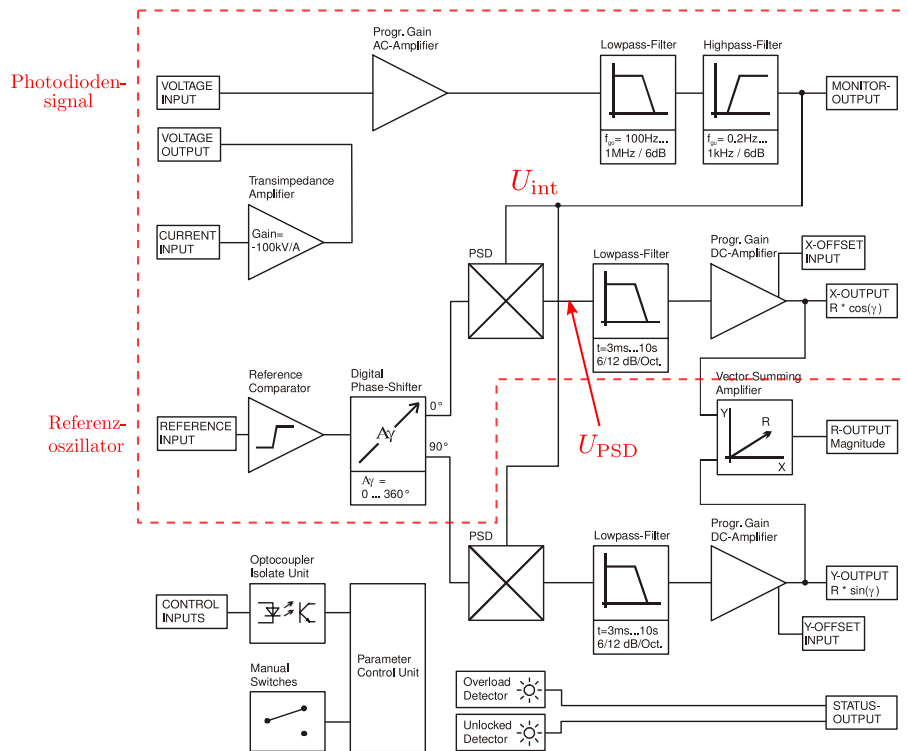 Progr. Gain
AC-Amplifier
Lowpass-Filter
Highpass-Filter
Photodioden-
signal
VOLTAGE
INPUT
MONITOR-
OUTPUT
VOLTAGE
OUTPUT
f_go= 100Hz...
1MHz / 6dB
f_gu= 0.2Hz...
1kHz / 6dB
Transimpedance
Amplifier
U_int
CURRENT
INPUT
Gain=
-100kV/A
PSD
Lowpass-Filter
Progr. Gain
DC-Amplifier
X-OFFSET
INPUT
X-OUTPUT
R * cos(γ)
t=3ms...10s
6/12 dB/Oct.
Reference
Comparator
Digital
Phase-Shifter
Vector Summing
Amplifier
0°
Referenz-
oszillator
REFERENCE
INPUT
Aγ
90°
U_PSD
Y
R
X
R-OUTPUT
Magnitude
Aγ =
0 ... 360°
PSD
Lowpass-Filter
Progr. Gain
DC-Amplifier
Optocoupler
Isolate Unit
Y-OUTPUT
R * sin(γ)
CONTROL
INPUTS
t=3ms...10s
6/12 dB/Oct.
Y-OFFSET
INPUT
Manual
Switches
Parameter
Control Unit
Overload
Detector
Unlocked
Detector
STATUS-
OUTPUT